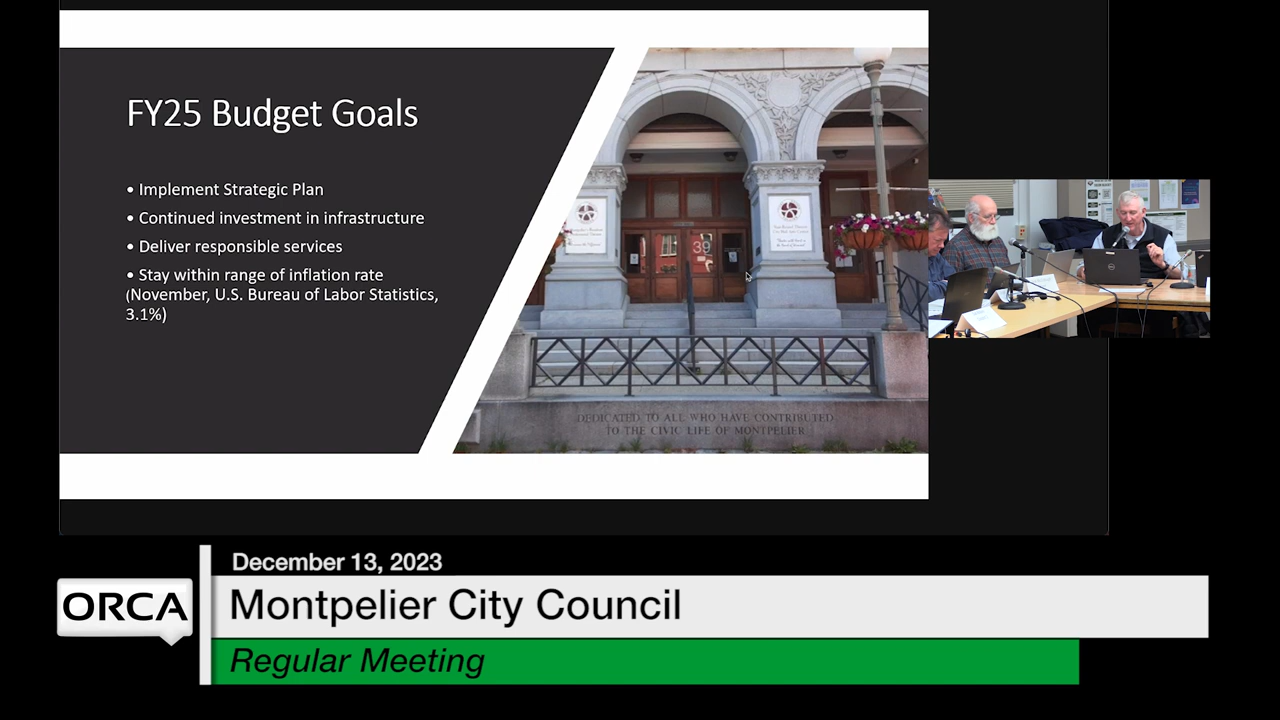 FY25 Budget Goals
• Implement Strategic Plan
• Continued investment in infrastructure
• Deliver responsible services
• Stay within range of inflation rate
(November, U.S. Bureau of Labor Statistics,
3.1%)
39
DEDICATED TO ALL WHO HAVE CONTRIBUTED
TO THE CIVIC LIFE OF MONTPELIER
December 13, 2023
ORCA
Montpelier City Council
Regular Meeting